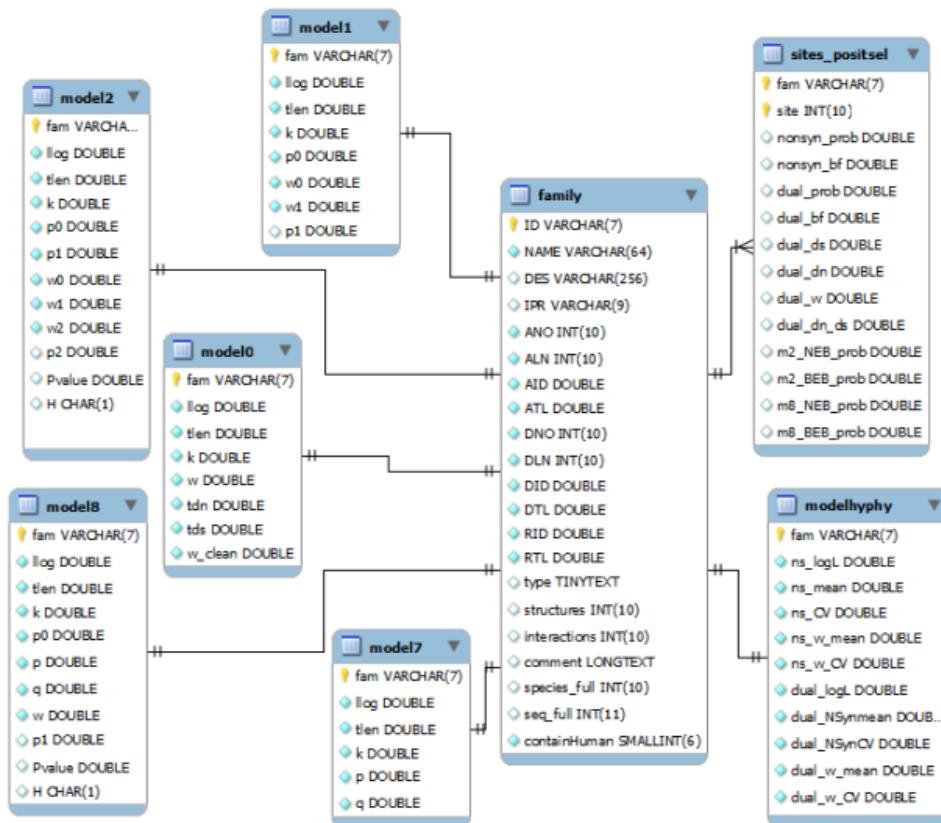 model1
fam VARCHAR(7)
llog DOUBLE
tlen DOUBLE
k DOUBLE
p0 DOUBLE
w0 DOUBLE
w1 DOUBLE
p1 DOUBLE
model2
fam VARCHA...
llog DOUBLE
tlen DOUBLE
k DOUBLE
p0 DOUBLE
p1 DOUBLE
w0 DOUBLE
w1 DOUBLE
w2 DOUBLE
p2 DOUBLE
Pvalue DOUBLE
H CHAR(1)
model0
fam VARCHAR(7)
llog DOUBLE
tlen DOUBLE
k DOUBLE
w DOUBLE
tdn DOUBLE
tds DOUBLE
w_clean DOUBLE
model8
fam VARCHAR(7)
llog DOUBLE
tlen DOUBLE
k DOUBLE
p0 DOUBLE
p DOUBLE
q DOUBLE
w DOUBLE
p1 DOUBLE
Pvalue DOUBLE
H CHAR(1)
model7
fam VARCHAR(7)
llog DOUBLE
tlen DOUBLE
k DOUBLE
p DOUBLE
q DOUBLE
family
ID VARCHAR(7)
NAME VARCHAR(64)
DES VARCHAR(256)
IPR VARCHAR(9)
ANO INT(10)
ALN INT(10)
AID DOUBLE
ATL DOUBLE
DNO INT(10)
DLN INT(10)
DID DOUBLE
DTL DOUBLE
RID DOUBLE
RTL DOUBLE
type TINYTEXT
structures INT(10)
interactions INT(10)
comment LONGTEXT
species_full INT(10)
seq_full INT(11)
containHuman SMALLINT(6)
sites_positsel
fam VARCHAR(7)
site INT(10)
nonsyn_prob DOUBLE
nonsyn_bf DOUBLE
dual_prob DOUBLE
dual_bf DOUBLE
dual_ds DOUBLE
dual_dn DOUBLE
dual_w DOUBLE
dual_dn_ds DOUBLE
m2_NEB_prob DOUBLE
m2_BEB_prob DOUBLE
m8_NEB_prob DOUBLE
m8_BEB_prob DOUBLE
modelhyphy
fam VARCHAR(7)
ns_logL DOUBLE
ns_mean DOUBLE
ns_CV DOUBLE
ns_w_mean DOUBLE
ns_w_CV DOUBLE
dual_logL DOUBLE
dual_NSynmean DOUB...
dual_NSynCV DOUBLE
dual_w_mean DOUBLE
dual_w_CV DOUBLE